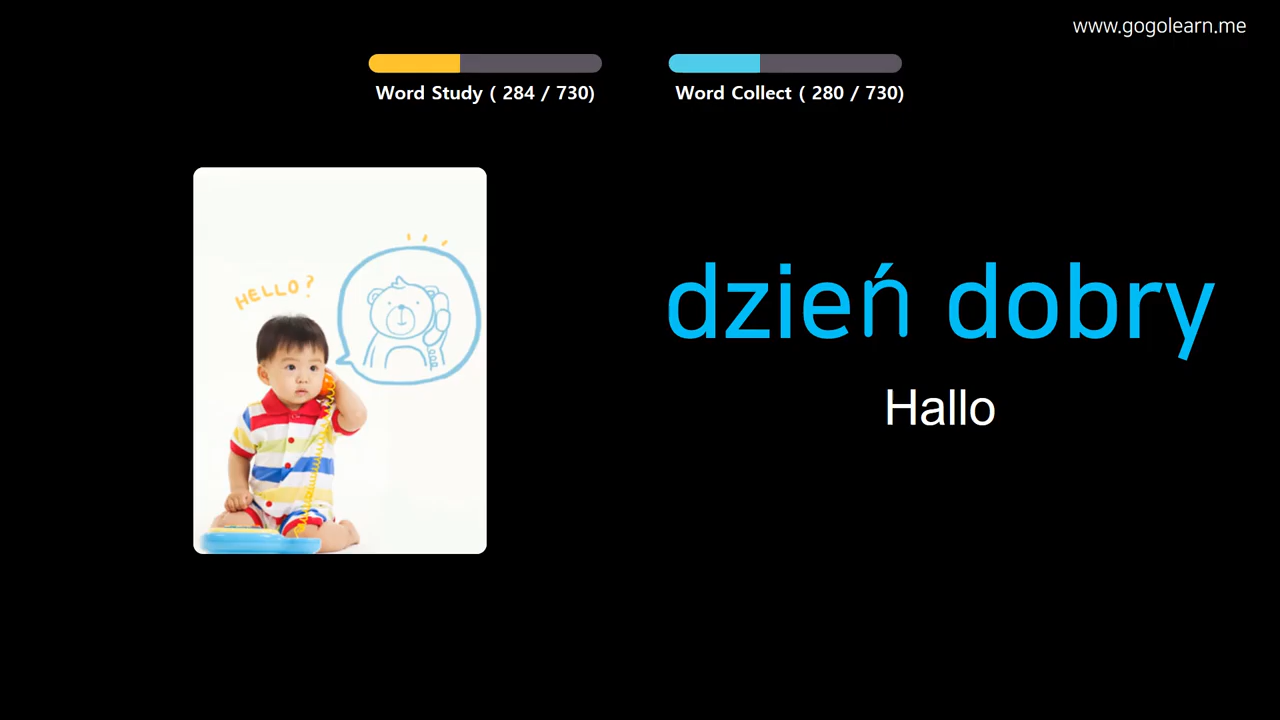 www.gogolearn.me
Word Study ( 284 / 730)
Word Collect ( 280 / 730)
HELLO?
dzień dobry
Hallo